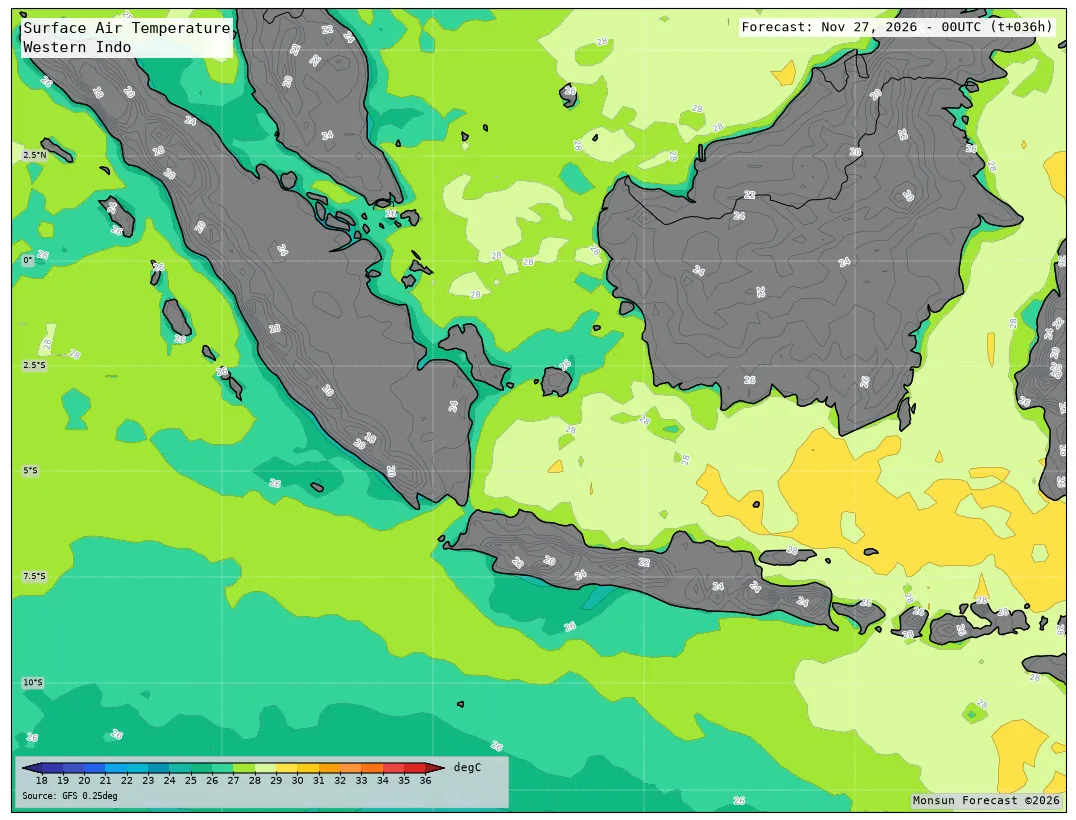 Surface Air Temperature
Western Indo
Forecast: Nov 27, 2026 - 00UTC (t+036h)
2.5°N
0°
2.5°S
5°S
7.5°S
10°S
18 19 20 21 22 23 24 25 26 27 28 29 30 31 32 33 34 35 36 degC
Source: GFS 0.25deg
Monsun Forecast ©2026